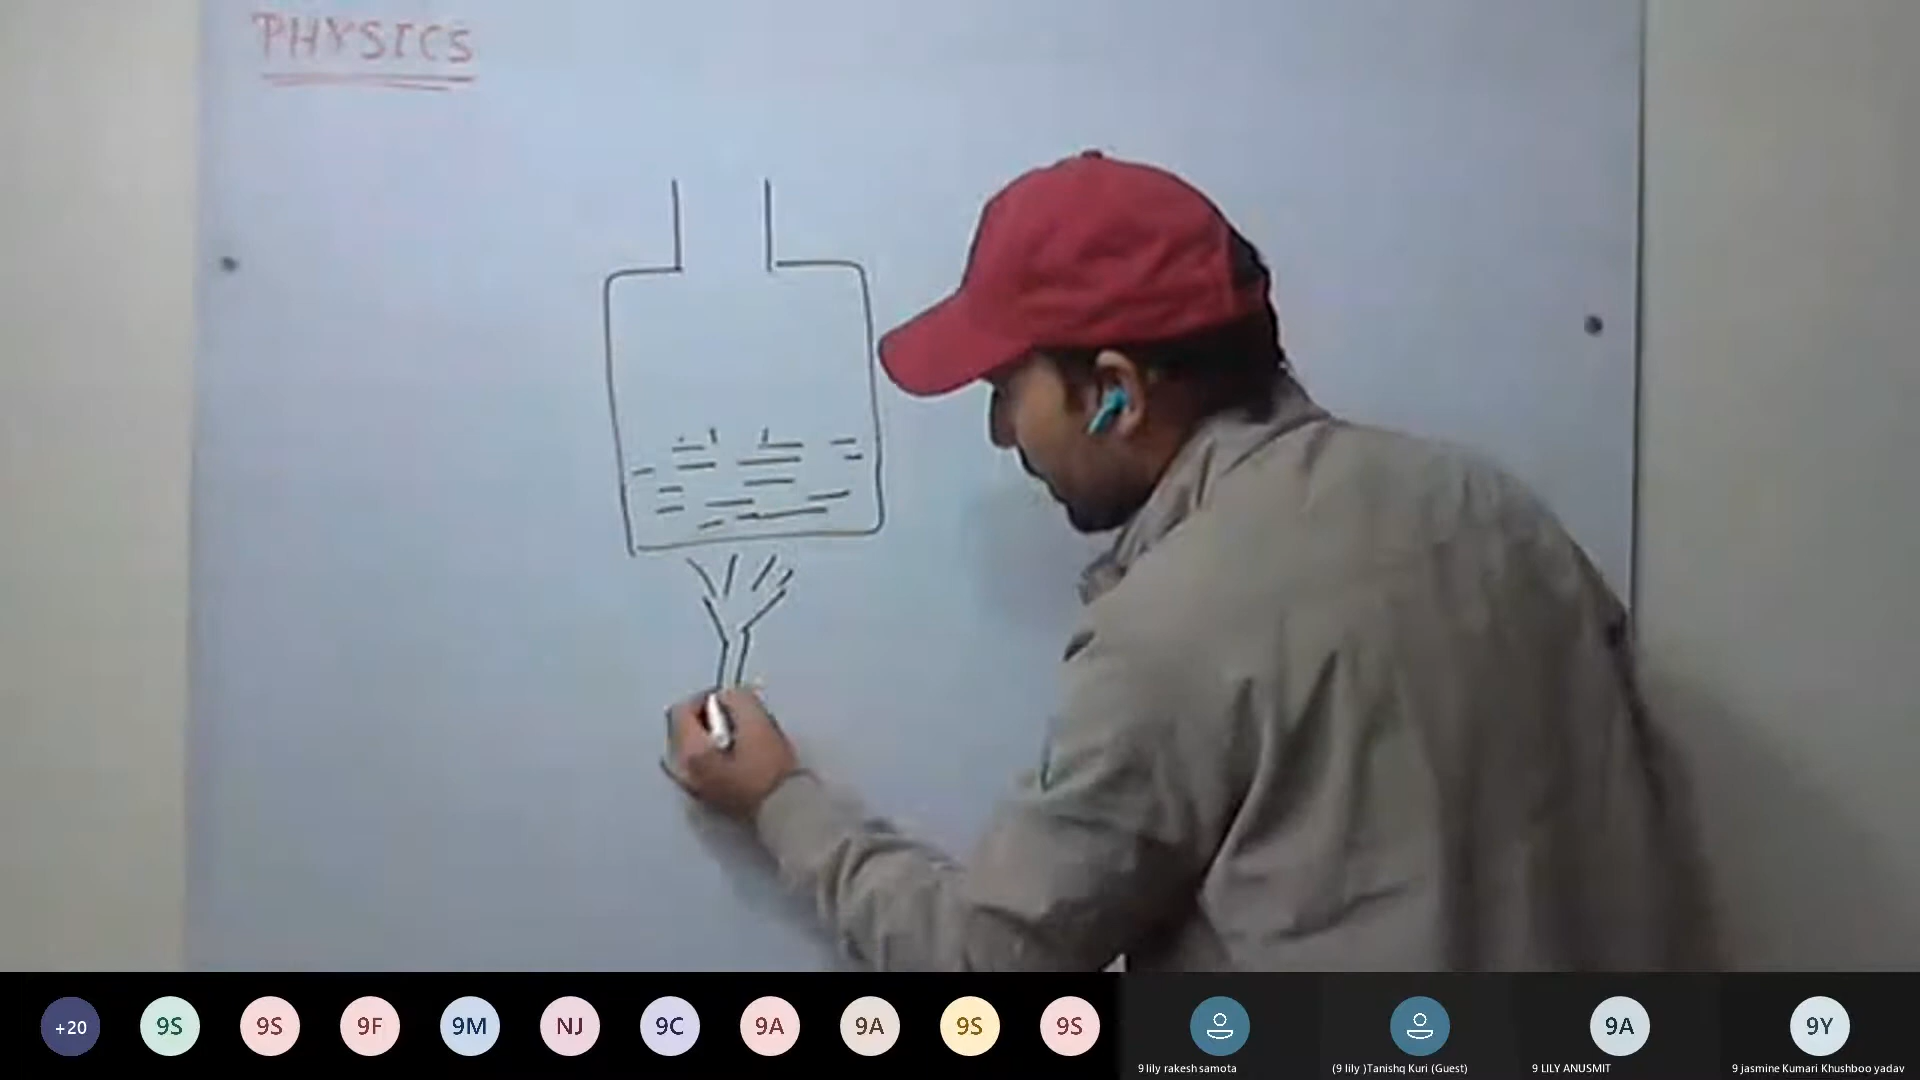 PHYSICS
+20
9S
9S
9F
9M
NJ
9C
9A
9A
9S
9S
9A
9Y
9 lily rakesh samota
(9 lily )Tanishq Kuri (Guest)
9 LILY ANUSMIT
9 jasmine Kumari Khushboo yadav